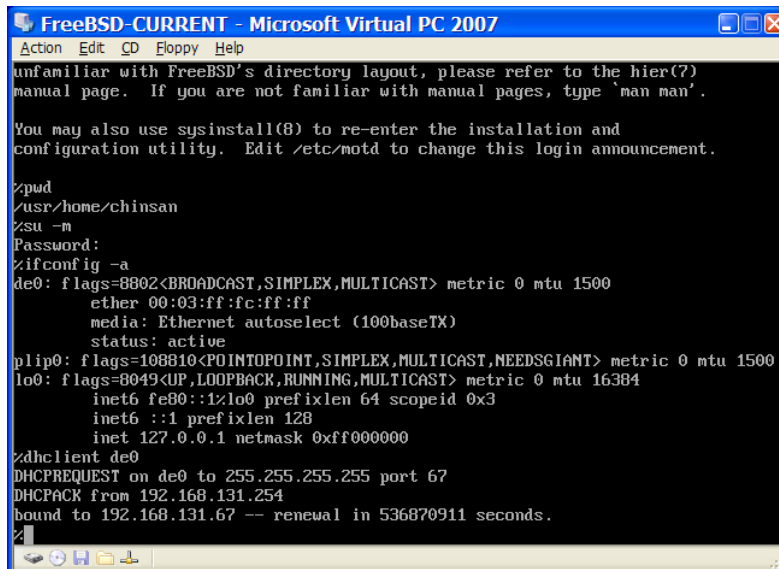 FreeBSD-CURRENT - Microsoft Virtual PC 2007
Action Edit CD Floppy Help
unfamiliar with FreeBSD's directory layout, please refer to the hier(7)
manual page.  If you are not familiar with manual pages, type `man man'.
You may also use sysinstall(8) to re-enter the installation and
configuration utility.  Edit /etc/motd to change this login announcement.
%pwd
/usr/home/chinsan
%su -m
Password:
%ifconfig -a
de0: flags=8802<BROADCAST,SIMPLEX,MULTICAST> metric 0 mtu 1500
ether 00:03:ff:fc:ff:ff
media: Ethernet autoselect (100baseTX)
status: active
plip0: flags=108810<POINTOPOINT,SIMPLEX,MULTICAST,NEEDSGIANT> metric 0 mtu 1500
lo0: flags=8049<UP,LOOPBACK,RUNNING,MULTICAST> metric 0 mtu 16384
inet6 fe80::1%lo0 prefixlen 64 scopeid 0x3
inet6 ::1 prefixlen 128
inet 127.0.0.1 netmask 0xff000000
%dhclient de0
DHCPREQUEST on de0 to 255.255.255.255 port 67
DHCPACK from 192.168.131.254
bound to 192.168.131.67 -- renewal in 536870911 seconds.
%